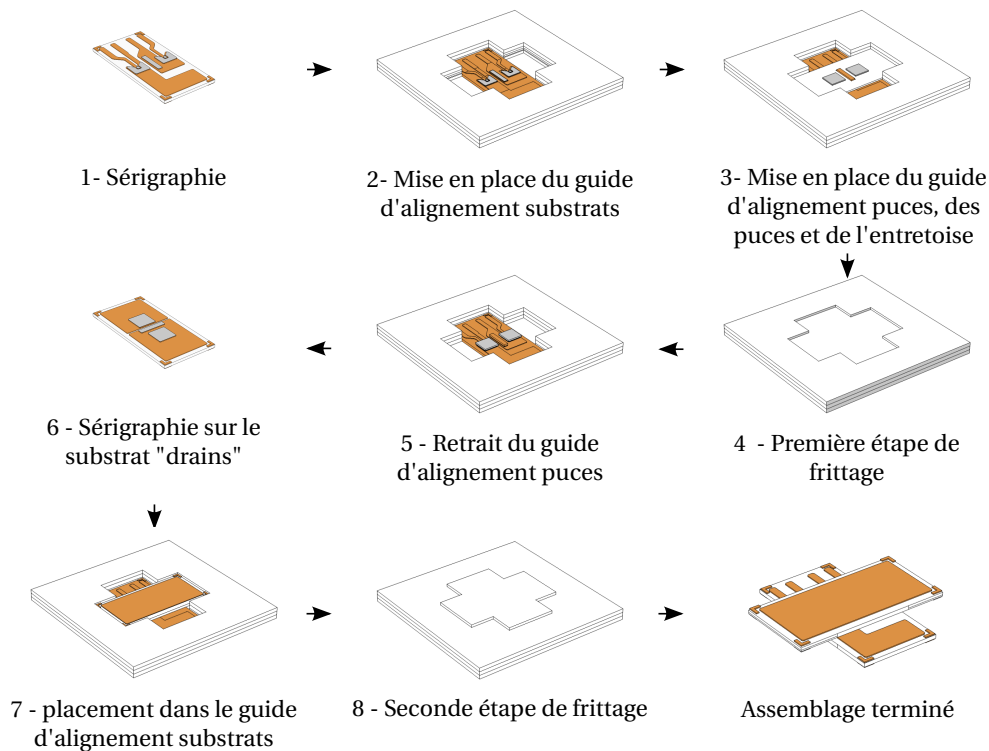 1- Sérigraphie
2- Mise en place du guide
d'alignement substrats
3- Mise en place du guide
d'alignement puces, des
puces et de l'entretoise
4  - Première étape de
frittage
5 - Retrait du guide
d'alignement puces
6 - Sérigraphie sur le
substrat "drains"
7 - placement dans le guide
d'alignement substrats
8 - Seconde étape de frittage
Assemblage terminé